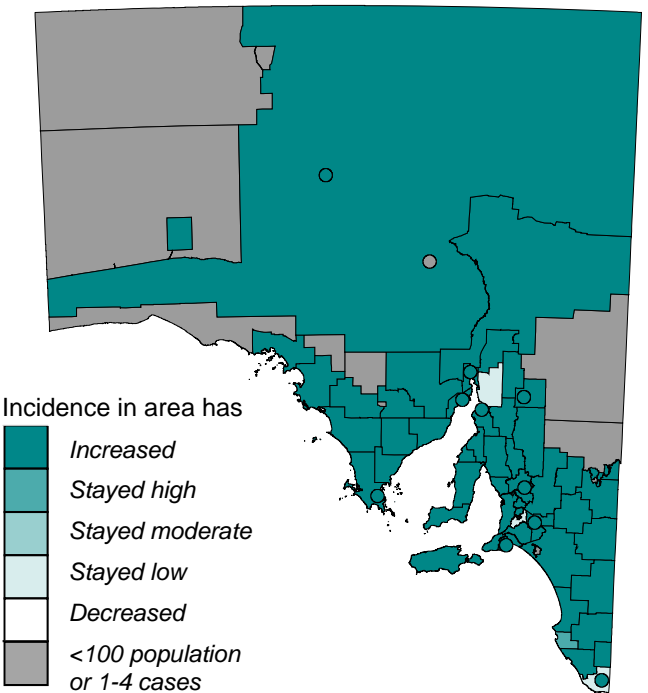 Incidence in area has
Increased
Stayed high
Stayed moderate
Stayed low
Decreased
<100 population
or 1-4 cases